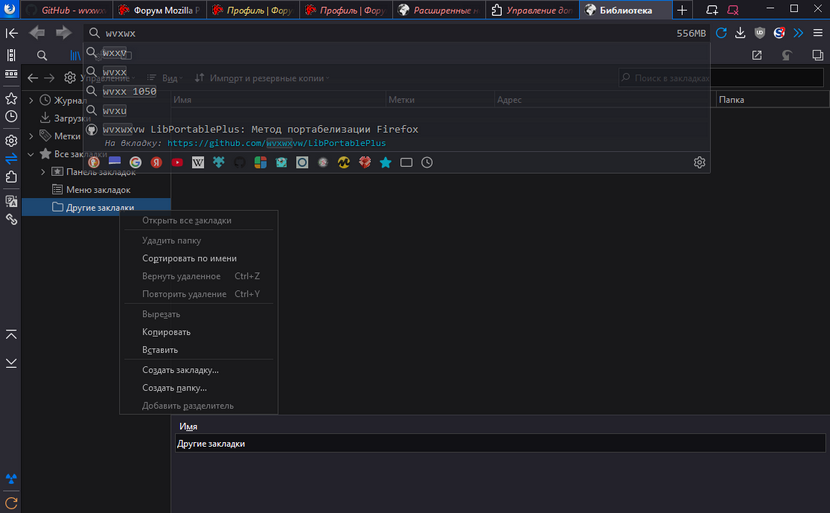 GitHub - wvxwx
Форум Mozilla Р
Профиль | Фору
Профиль | Фору
Расширенные н
Управление доп
Библиотека
wvxwx
556MB
wxxv
wvxx
wvxx 1050
wvxu
wvxwxvw LibPortablePlus: Метод портабелизации Firefox
На вкладку: https://github.com/wvxwxvw/LibPortablePlus
Управление
Вид
Импорт и резервные копии
Поиск в закладках
Журнал
Загрузки
Метки
Все закладки
Панель закладок
Меню закладок
Другие закладки
Имя
Метки
Адрес
Папка
Открыть все закладки
Удалить папку
Сортировать по имени
Вернуть удаленное Ctrl+Z
Повторить удаление Ctrl+Y
Вырезать
Копировать
Вставить
Создать закладку...
Создать папку...
Добавить разделитель
Имя
Другие закладки